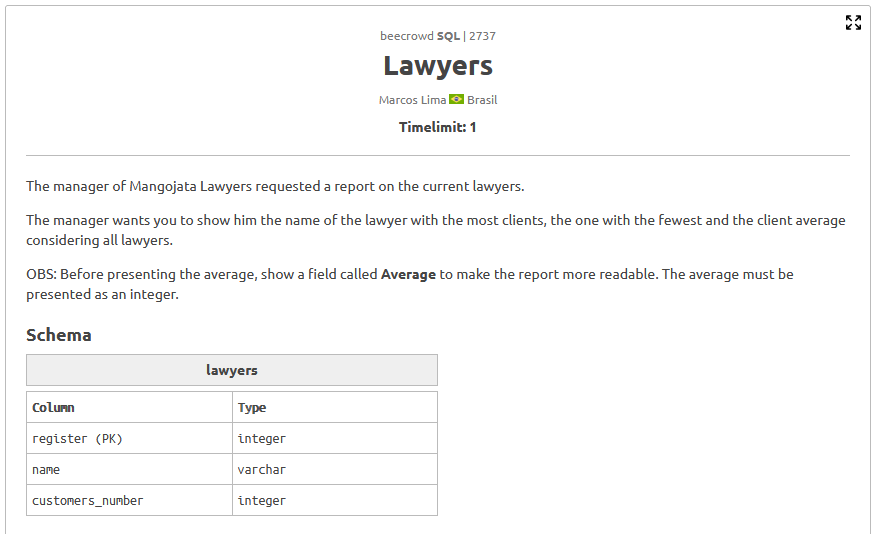 beecrowd SQL | 2737
Lawyers
Marcos Lima Brasil
Timelimit: 1
The manager of Mangojata Lawyers requested a report on the current lawyers.
The manager wants you to show him the name of the lawyer with the most clients, the one with the fewest and the client average
considering all lawyers.
OBS: Before presenting the average, show a field called Average to make the report more readable. The average must be
presented as an integer.
Schema
lawyers
Column Type
register (PK) integer
name varchar
customers_number integer